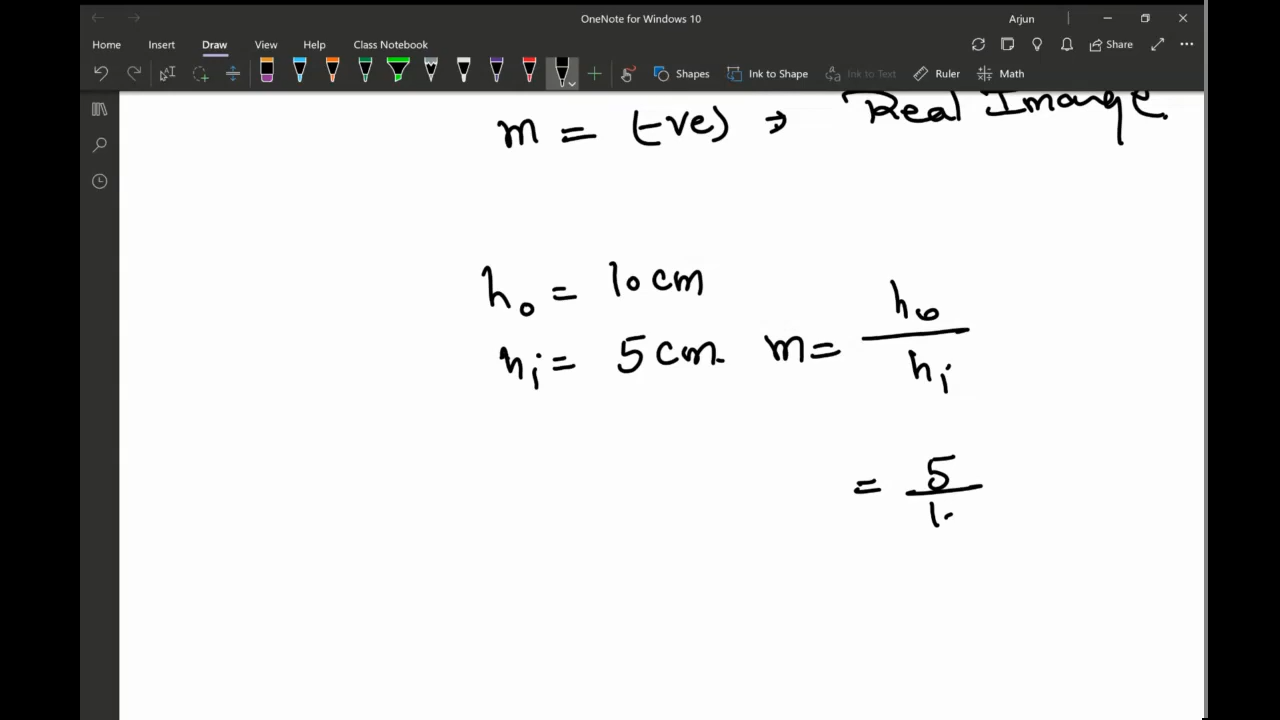 OneNote for Windows 10
Arjun
Home Insert Draw View Help Class Notebook
Share
Shapes Ink to Shape Ink to Text Ruler Math
m = (-ve) → Real Imange.
h₀ = 10 cm
hᵢ = 5 cm. m = h₀ / hᵢ
= 5 / 1.